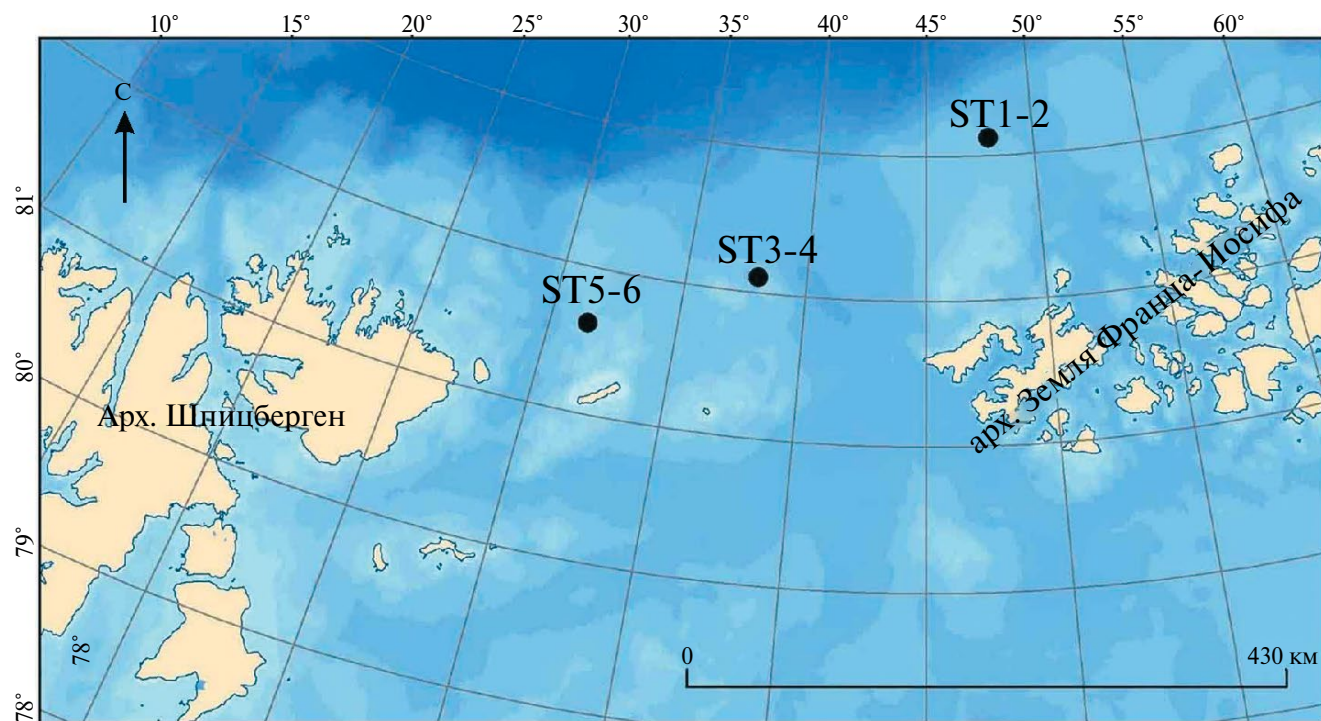 10° 15° 20° 25° 30° 35° 40° 45° 50° 55° 60°
С
ST1-2
81°
ST3-4
ST5-6
арх. Земля Франца-Иосифа
80°
Арх. Шпицберген
79°
78°
0 430 км
78°